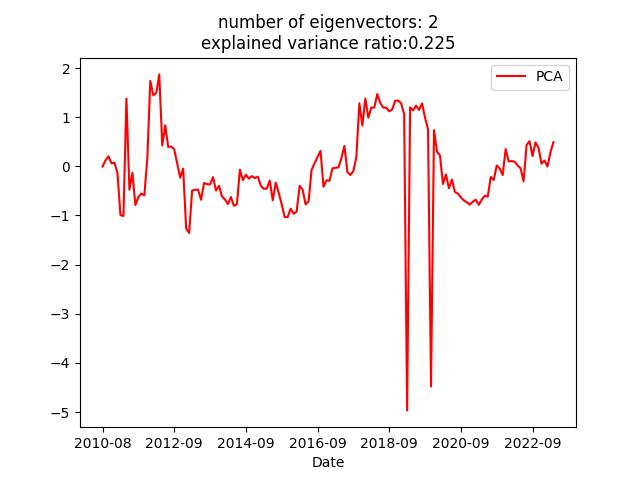 number of eigenvectors: 2
explained variance ratio:0.225
PCA
2
1
0
−1
−2
−3
−4
−5
2010-08 2012-09 2014-09 2016-09 2018-09 2020-09 2022-09
Date